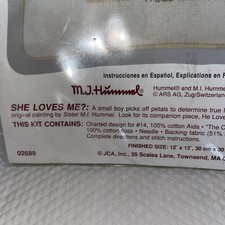 Instrucciones en Español, Explications en F
M.J.Hummel
Hummel® and M.I. Humm
© ARS AG, Zug/Switzerlan
SHE LOVES ME?: A small boy picks off petals to determine true
original painting by Sister M.I. Hummel. Look for its companion piece, He Lov
THIS KIT CONTAINS: Charted design for #14, 100% cotton Aida • "The C
100% cotton floss • Needle • Backing fabric (51%
Complete directions and stitch instructions.
FINISHED SIZE: 12" x 12", 30 cm x 30
02689
© JCA, Inc., 35 Scales Lane, Townsend, MA 0